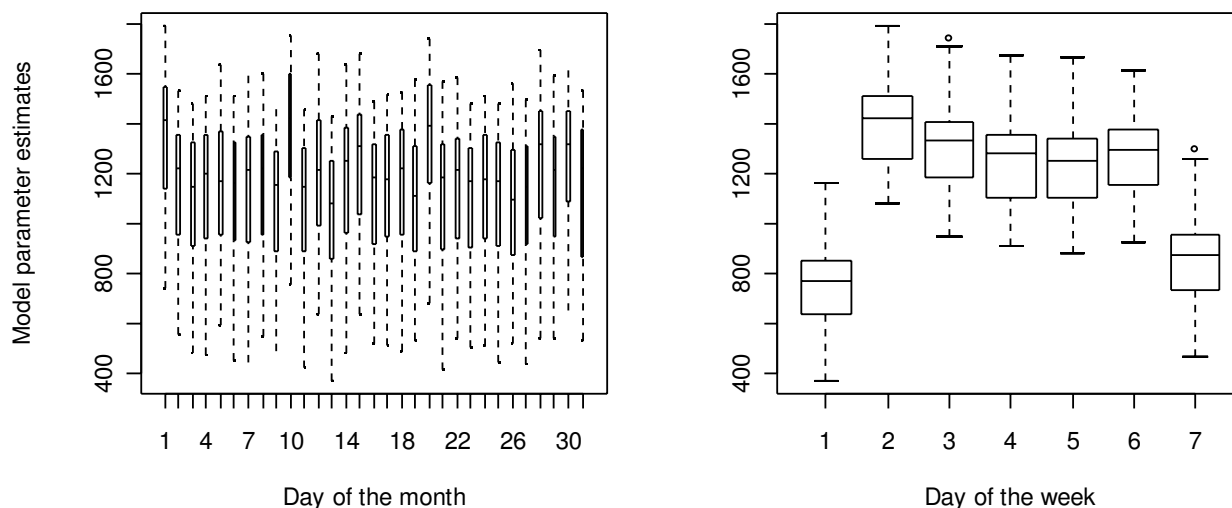 Model parameter estimates
1600
1200
800
400
1 4 7 10 14 18 22 26 30
Day of the month
1600
1200
800
400
1 2 3 4 5 6 7
Day of the week